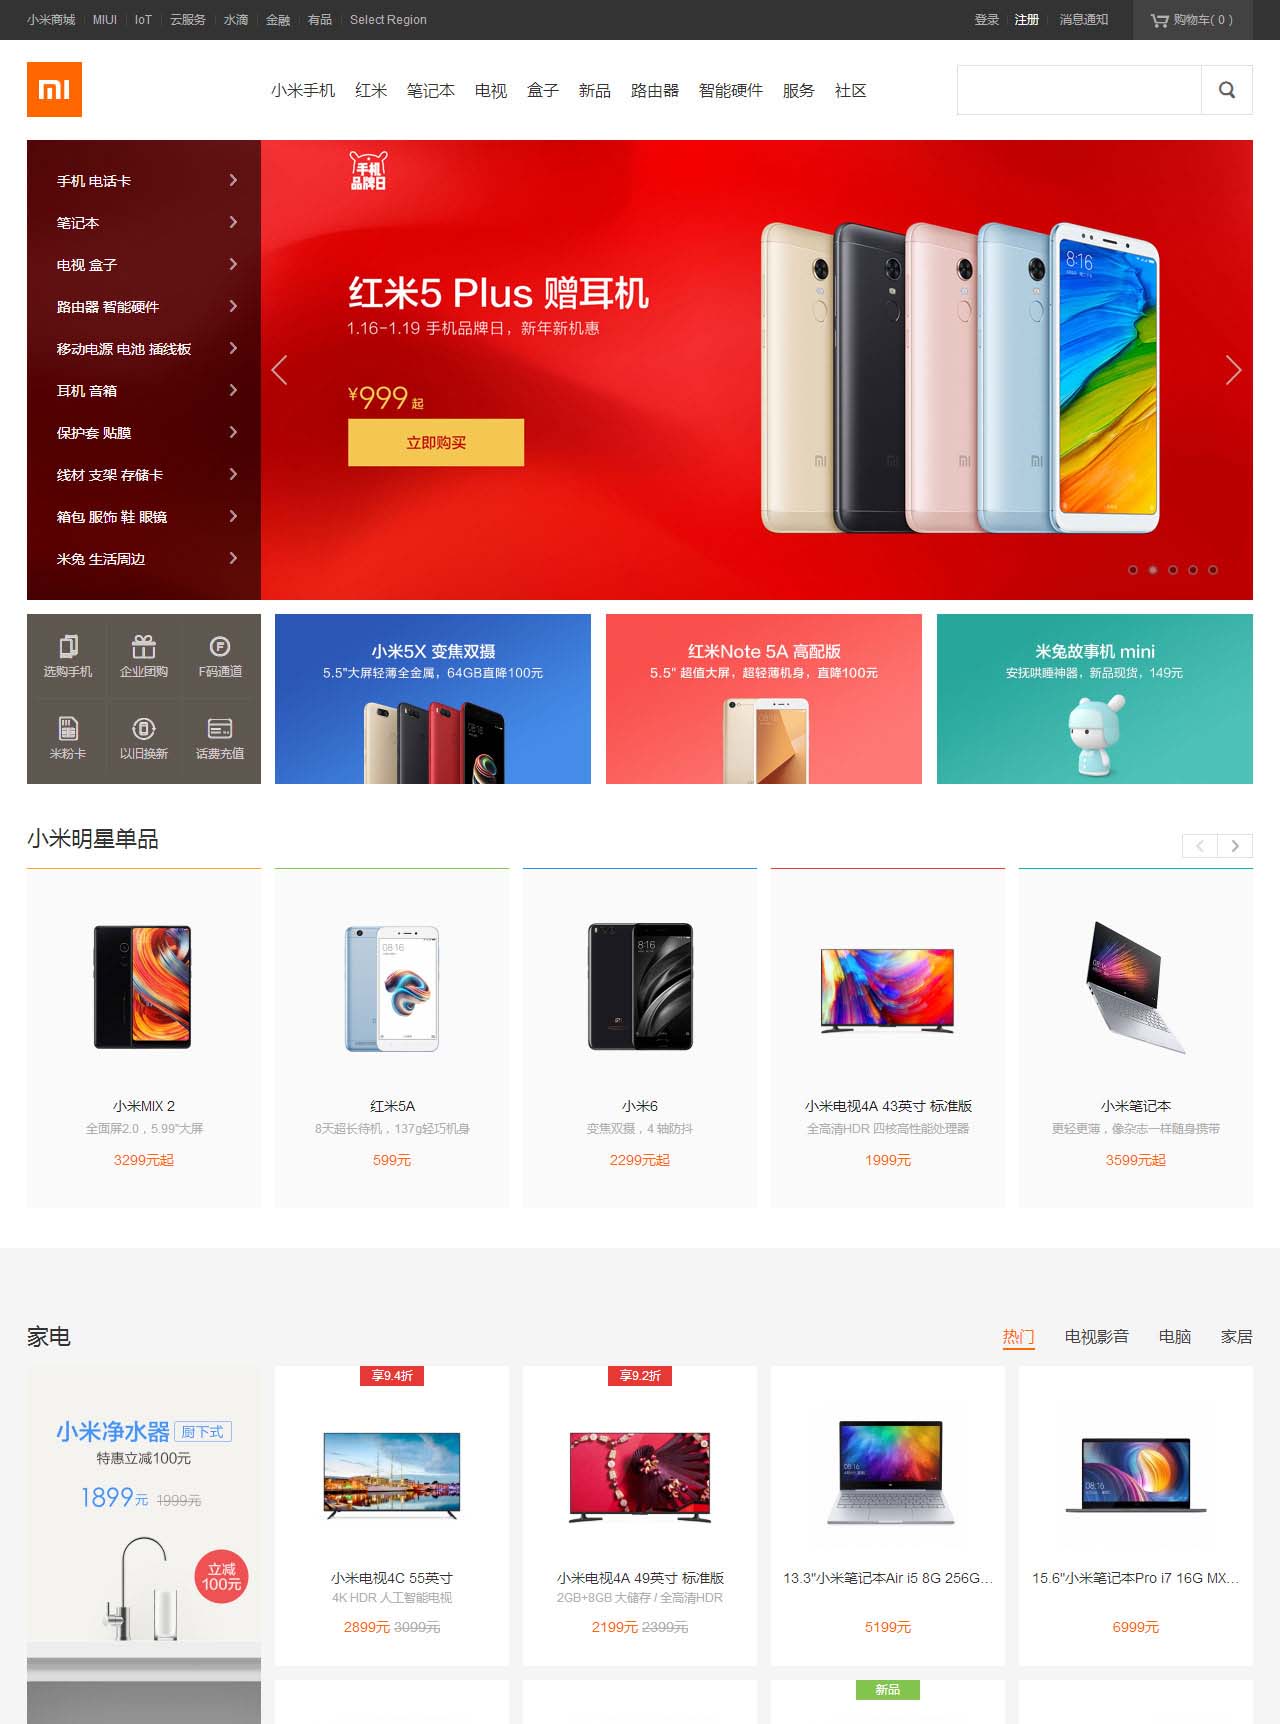 小米商城 MIUI IoT 云服务 水滴 金融 有品 Select Region 登录 注册 消息通知 购物车( 0 )
小米手机 红米 笔记本 电视 盒子 新品 路由器 智能硬件 服务 社区
手机 电话卡
笔记本
电视 盒子
路由器 智能硬件
移动电源 电池 插线板
耳机 音箱
保护套 贴膜
线材 支架 存储卡
箱包 服饰 鞋 眼镜
米兔 生活周边
手机
品牌日
红米5 Plus 赠耳机
1.16-1.19 手机品牌日，新年新机惠
¥999起
立即购买
8:16
选购手机 企业团购 F码通道
米粉卡 以旧换新 话费充值
小米5X 变焦双摄
5.5"大屏轻薄全金属，64GB直降100元
红米Note 5A 高配版
5.5" 超值大屏，超轻薄机身，直降100元
米兔故事机 mini
安抚哄睡神器，新品现货，149元
小米明星单品
小米MIX 2
全面屏2.0，5.99"大屏
3299元起
红米5A
8天超长待机，137g轻巧机身
599元
小米6
变焦双摄，4 轴防抖
2299元起
小米电视4A 43英寸 标准版
全高清HDR 四核高性能处理器
1999元
小米笔记本
更轻更薄，像杂志一样随身携带
3599元起
家电 热门 电视影音 电脑 家居
小米净水器 厨下式
特惠立减100元
1899元 1999元
立减
100元
享9.4折
小米电视4C 55英寸
4K HDR 人工智能电视
2899元 3099元
享9.2折
小米电视4A 49英寸 标准版
2GB+8GB 大储存 / 全高清HDR
2199元 2399元
13.3"小米笔记本Air i5 8G 256G...
5199元
15.6"小米笔记本Pro i7 16G MX...
6999元
新品